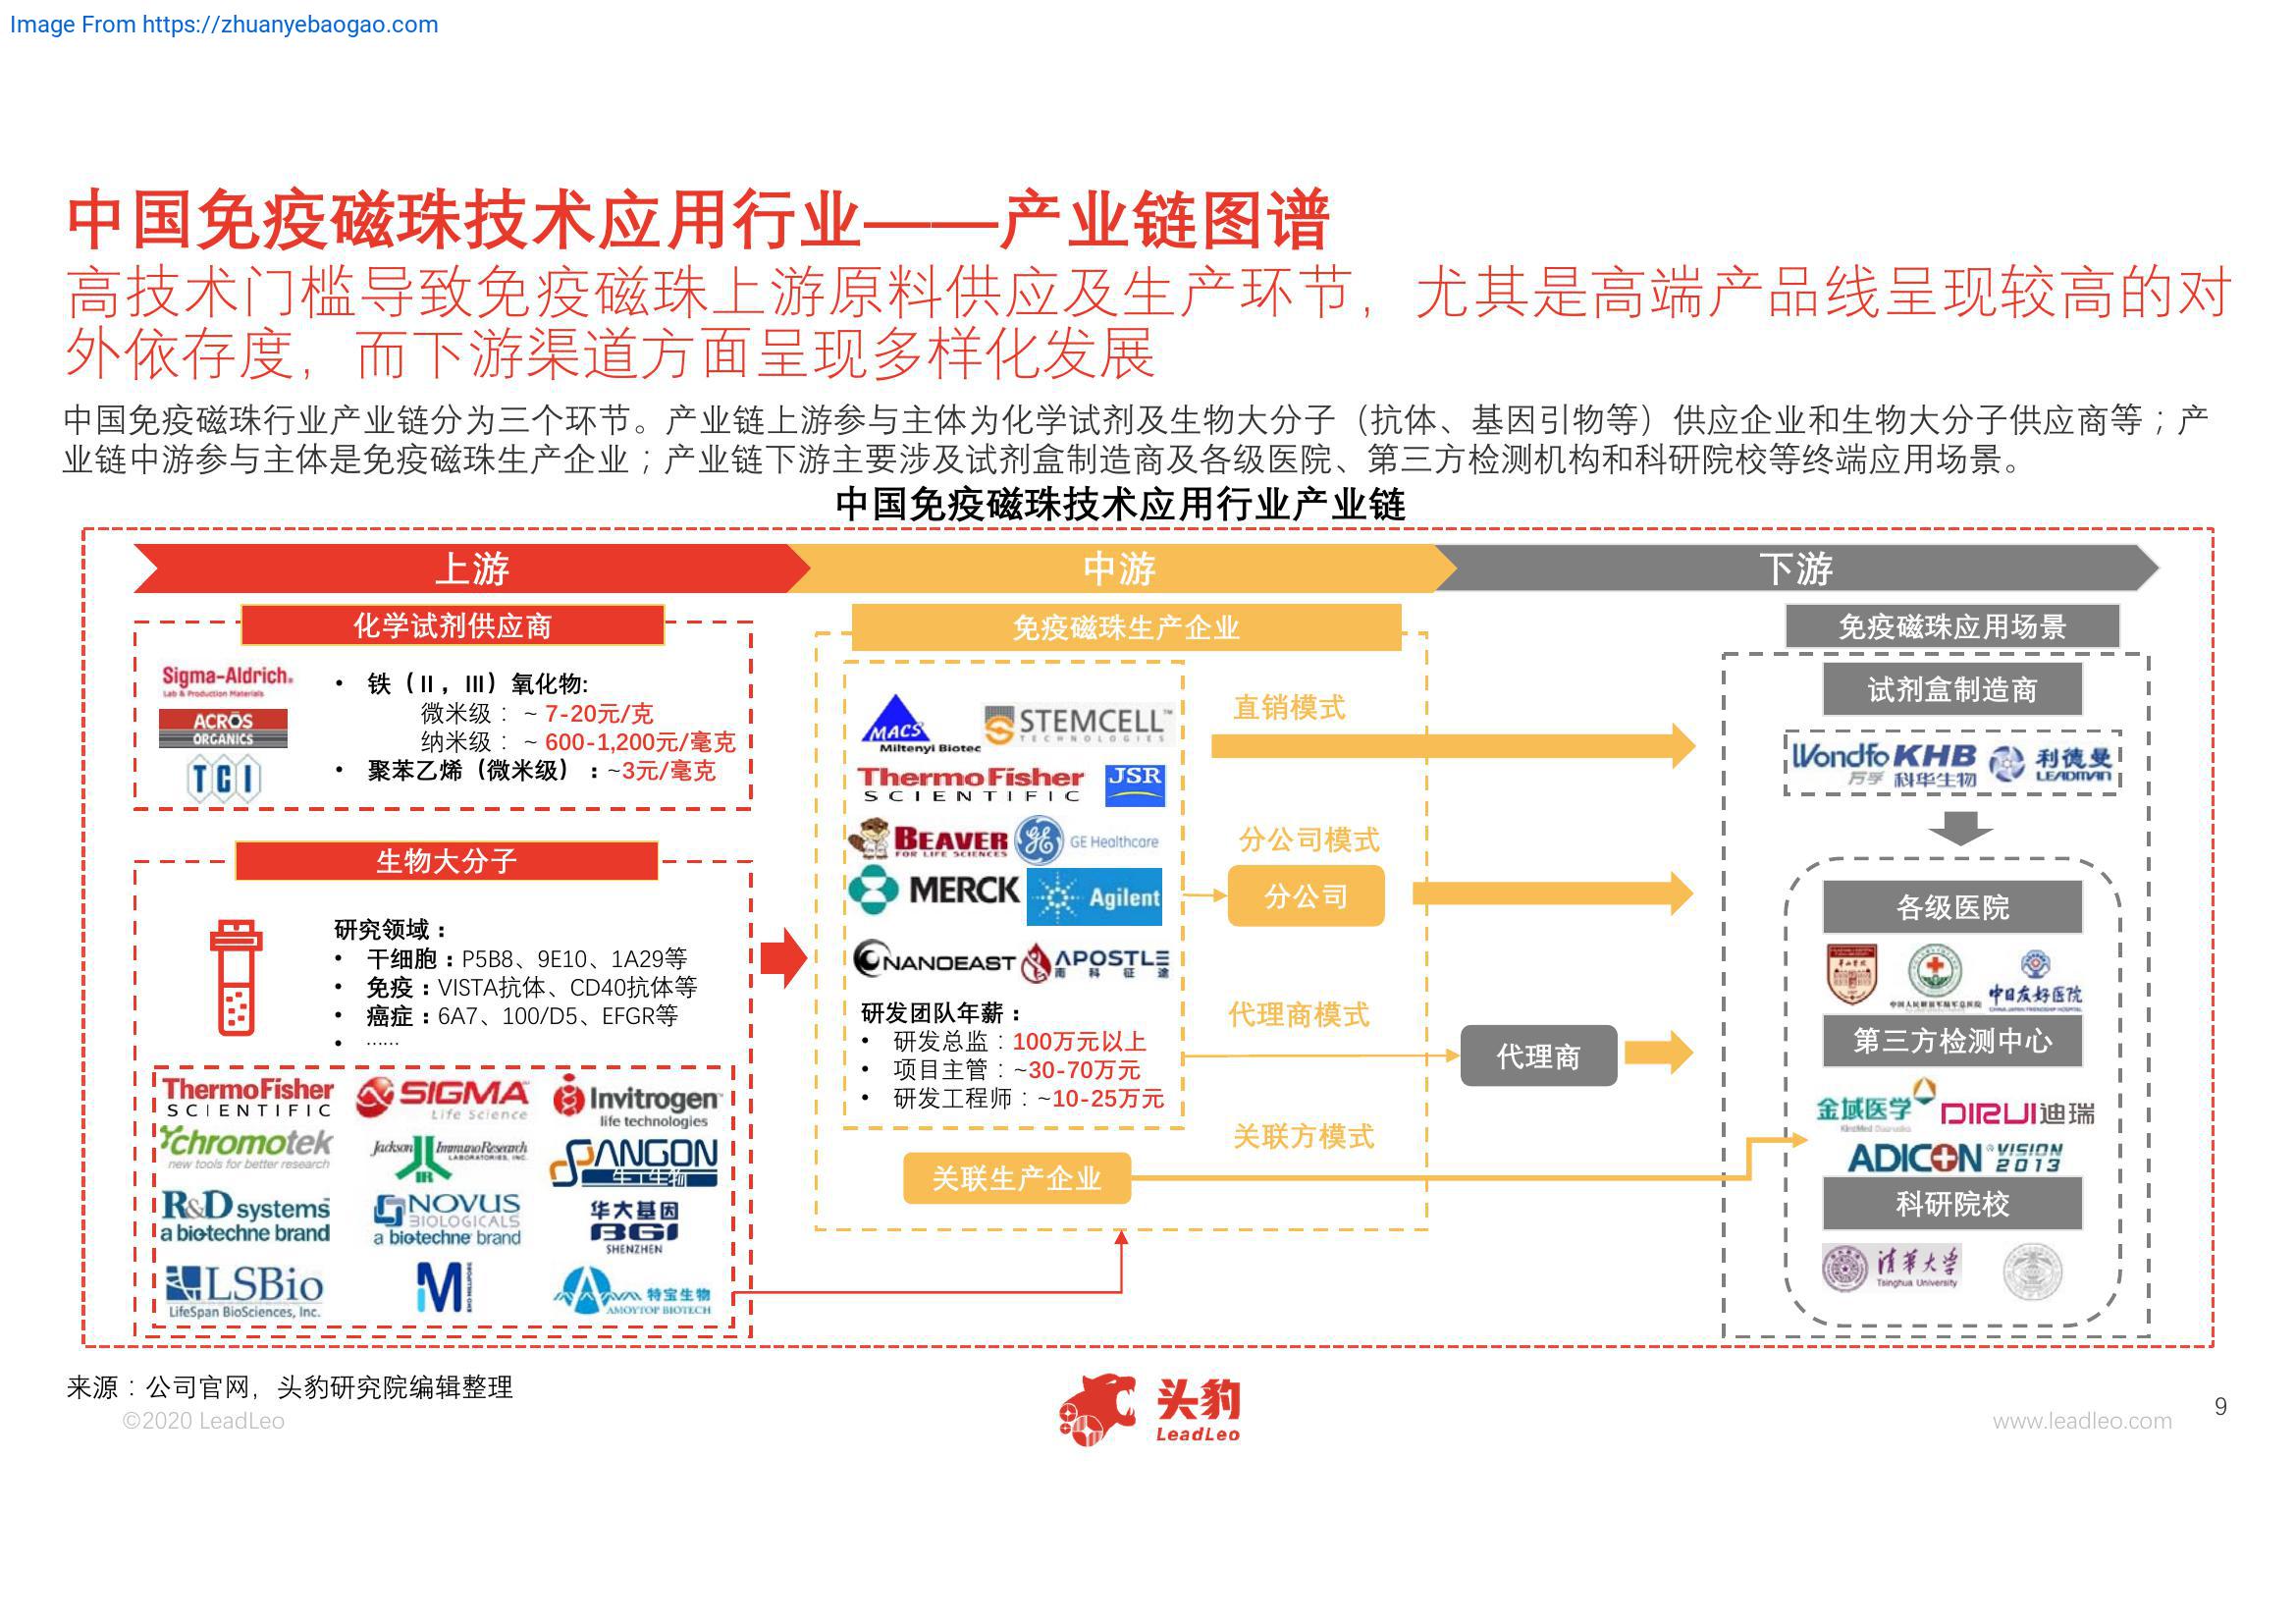 Image From https://zhuanyebaogao.com
中国免疫磁珠技术应用行业——产业链图谱
高技术门槛导致免疫磁珠上游原料供应及生产环节，尤其是高端产品线呈现较高的对
外依存度，而下游渠道方面呈现多样化发展
中国免疫磁珠行业产业链分为三个环节。产业链上游参与主体为化学试剂及生物大分子（抗体、基因引物等）供应企业和生物大分子供应商等；产
业链中游参与主体是免疫磁珠生产企业；产业链下游主要涉及试剂盒制造商及各级医院、第三方检测机构和科研院校等终端应用场景。
中国免疫磁珠技术应用行业产业链
上游
中游
下游
化学试剂供应商
Sigma-Aldrich.
Lab & Production Materials
ACROS
ORGANICS
TCI
• 铁（II，III）氧化物:
微米级：~ 7-20元/克
纳米级：~ 600-1,200元/毫克
• 聚苯乙烯（微米级）：~3元/毫克
生物大分子
研究领域：
• 干细胞：P5B8、9E10、1A29等
• 免疫：VISTA抗体、CD40抗体等
• 癌症：6A7、100/D5、EFGR等
• ……
ThermoFisher
SCIENTIFIC
SIGMA
Life Science
Invitrogen
life technologies
chromotek
new tools for better research
Jackson ImmunoResearch
LABORATORIES, INC.
SANGON
生工生物
R&D systems
a biotechne brand
NOVUS
BIOLOGICALS
a biotechne brand
华大基因
BGI
SHENZHEN
LSBio
LifeSpan BioSciences, Inc.
M
特宝生物
AMOYTOP BIOTECH
免疫磁珠生产企业
MACS
Miltenyi Biotec
STEMCELL™
TECHNOLOGIES
ThermoFisher
SCIENTIFIC
JSR
BEAVER
FOR LIFE SCIENCES
GE Healthcare
MERCK
Agilent
NANOEAST
APOSTLE
南科征途
研发团队年薪：
• 研发总监：100万元以上
• 项目主管：~30-70万元
• 研发工程师：~10-25万元
关联生产企业
直销模式
分公司模式
分公司
代理商模式
代理商
关联方模式
免疫磁珠应用场景
试剂盒制造商
Wondfo
万孚
KHB
科华生物
利德曼
LEADMAN
各级医院
中日友好医院
CHINA-JAPAN FRIENDSHIP HOSPITAL
第三方检测中心
金域医学
DIRUI迪瑞
ADICON
VISION
2013
科研院校
清华大学
Tsinghua University
来源：公司官网，头豹研究院编辑整理
©2020 LeadLeo
头豹
LeadLeo
www.leadleo.com
9